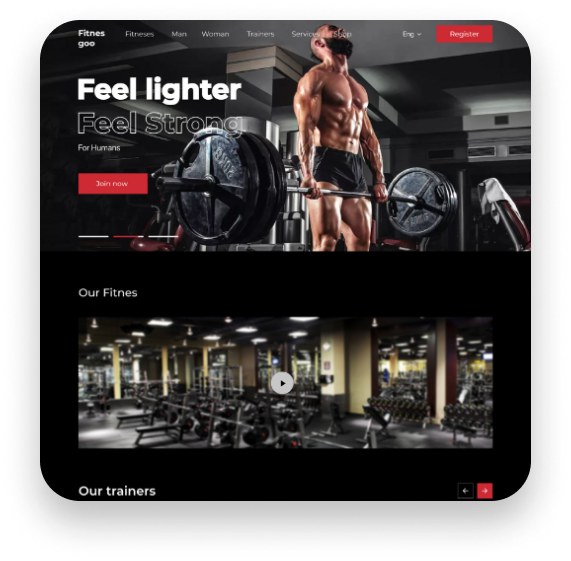 Fitnes
goo
Fitneses Man Woman Trainers Services Shop Eng Register
Feel lighter
Feel Strong
For Humans
Join now
Our Fitnes
Our trainers